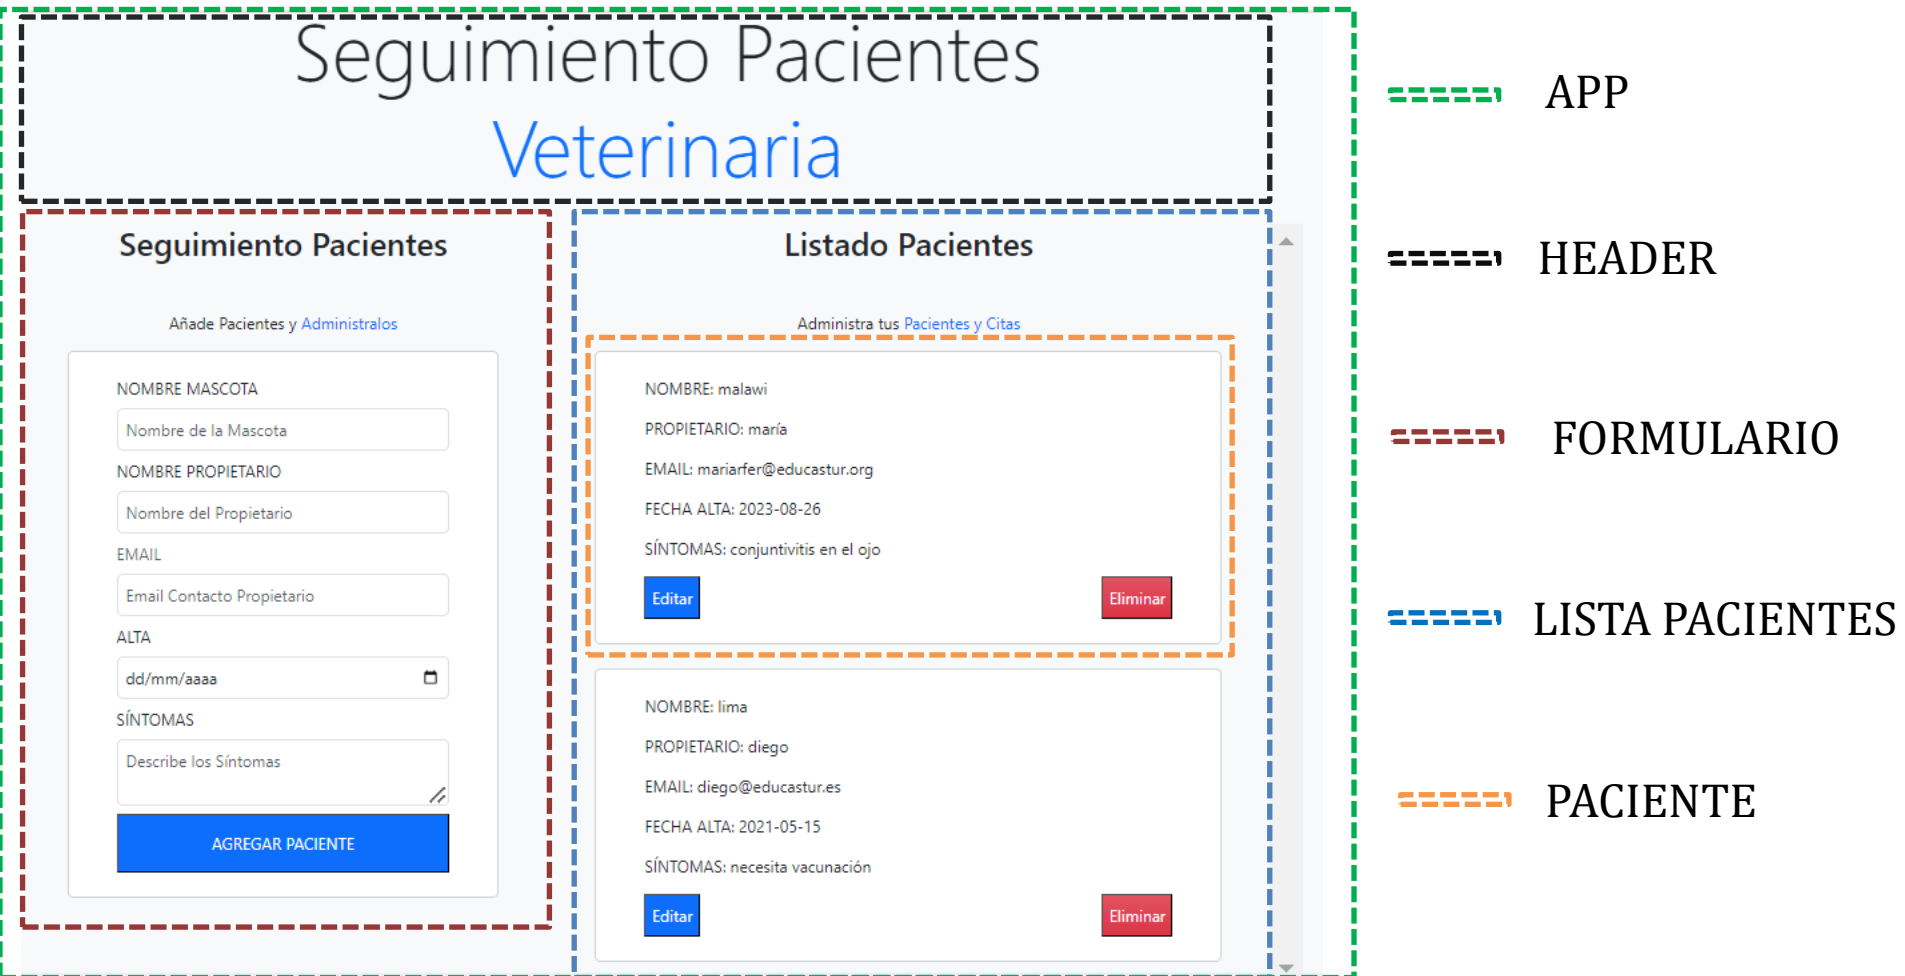 Seguimiento Pacientes
Veterinaria
Seguimiento Pacientes
Añade Pacientes y Administralos
NOMBRE MASCOTA
Nombre de la Mascota
NOMBRE PROPIETARIO
Nombre del Propietario
EMAIL
Email Contacto Propietario
ALTA
dd/mm/aaaa
SÍNTOMAS
Describe los Síntomas
AGREGAR PACIENTE
Listado Pacientes
Administra tus Pacientes y Citas
NOMBRE: malawi
PROPIETARIO: maría
EMAIL: mariarfer@educastur.org
FECHA ALTA: 2023-08-26
SÍNTOMAS: conjuntivitis en el ojo
Editar
Eliminar
NOMBRE: lima
PROPIETARIO: diego
EMAIL: diego@educastur.es
FECHA ALTA: 2021-05-15
SÍNTOMAS: necesita vacunación
Editar
Eliminar
APP
HEADER
FORMULARIO
LISTA PACIENTES
PACIENTE